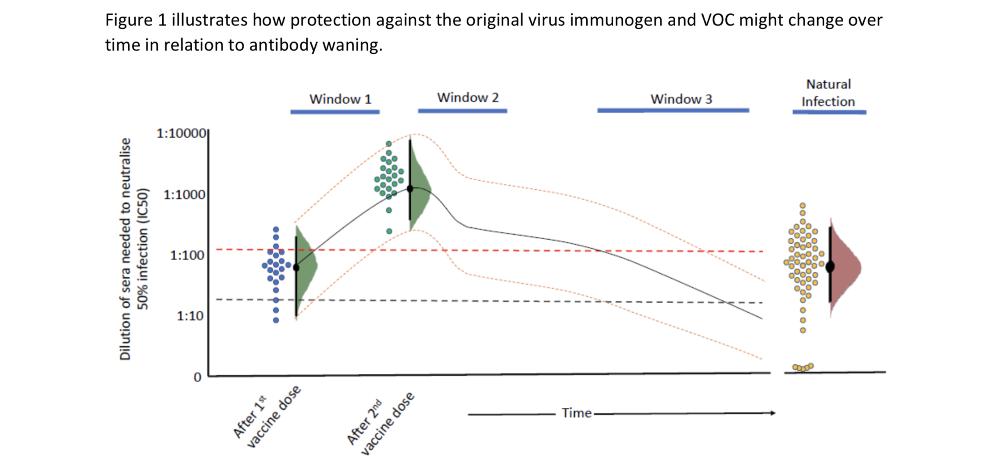 Figure 1 illustrates how protection against the original virus immunogen and VOC might change over
time in relation to antibody waning.
Window 1
Window 2
Window 3
Natural
Infection
Dilution of sera needed to neutralise
50% infection (IC50)
1:10000
1:1000
1:100
1:10
0
After 1st
vaccine dose
After 2nd
vaccine dose
Time